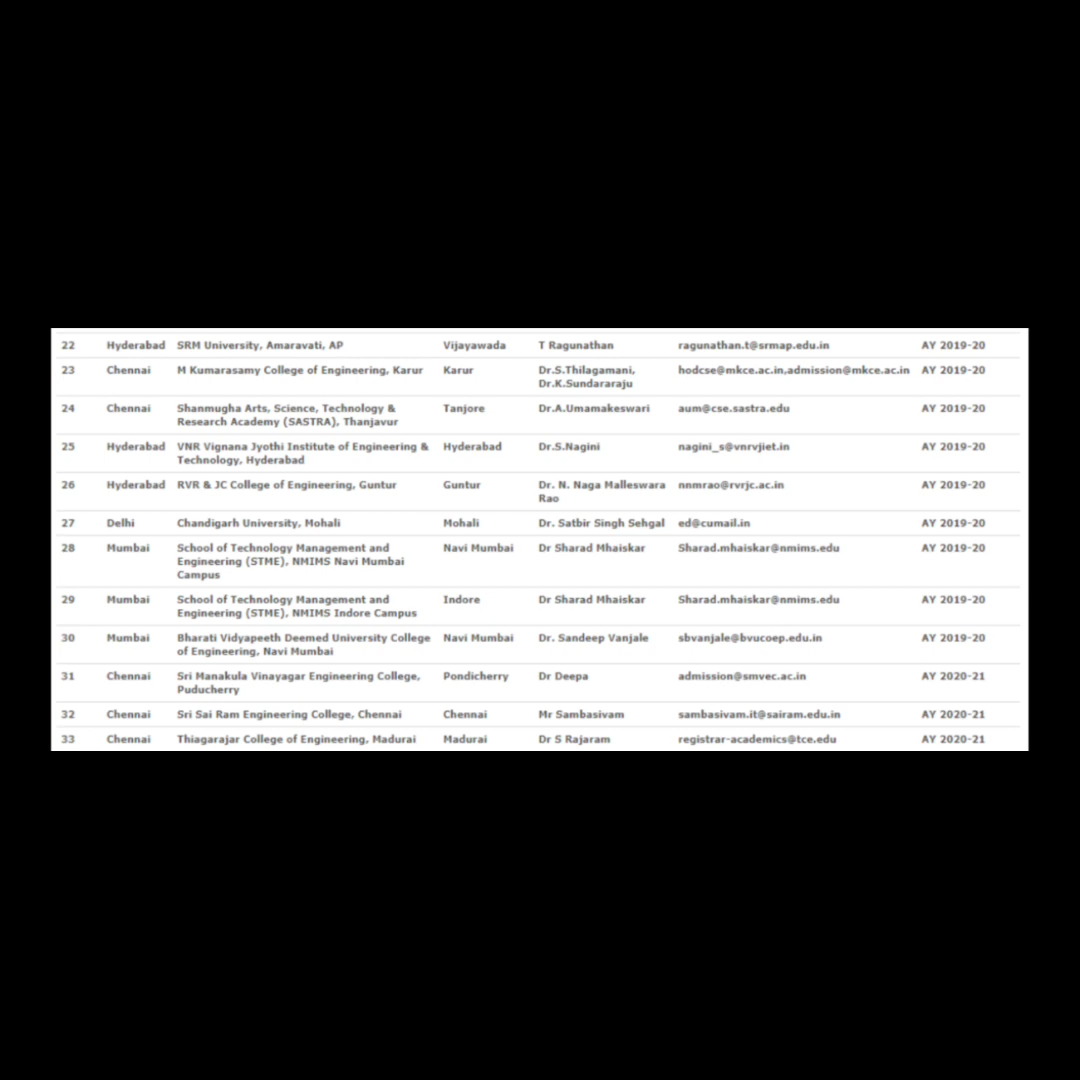 22 Hyderabad SRM University, Amaravati, AP Vijayawada T Ragunathan ragunathan.t@srmap.edu.in AY 2019-20
23 Chennai M Kumarasamy College of Engineering, Karur Karur Dr.S.Thilagamani, hodcse@mkce.ac.in,admission@mkce.ac.in AY 2019-20
Dr.K.Sundararaju
24 Chennai Shanmugha Arts, Science, Technology & Tanjore Dr.A.Umamakeswari aum@cse.sastra.edu AY 2019-20
Research Academy (SASTRA), Thanjavur
25 Hyderabad VNR Vignana Jyothi Institute of Engineering & Hyderabad Dr.S.Nagini nagini_s@vnrvjiet.in AY 2019-20
Technology, Hyderabad
26 Hyderabad RVR & JC College of Engineering, Guntur Guntur Dr. N. Naga Malleswara nnmrao@rvrjc.ac.in AY 2019-20
Rao
27 Delhi Chandigarh University, Mohali Mohali Dr. Satbir Singh Sehgal ed@cumail.in AY 2019-20
28 Mumbai School of Technology Management and Navi Mumbai Dr Sharad Mhaiskar Sharad.mhaiskar@nmims.edu AY 2019-20
Engineering (STME), NMIMS Navi Mumbai
Campus
29 Mumbai School of Technology Management and Indore Dr Sharad Mhaiskar Sharad.mhaiskar@nmims.edu AY 2019-20
Engineering (STME), NMIMS Indore Campus
30 Mumbai Bharati Vidyapeeth Deemed University College Navi Mumbai Dr. Sandeep Vanjale sbvanjale@bvucoep.edu.in AY 2019-20
of Engineering, Navi Mumbai
31 Chennai Sri Manakula Vinayagar Engineering College, Pondicherry Dr Deepa admission@smvec.ac.in AY 2020-21
Puducherry
32 Chennai Sri Sai Ram Engineering College, Chennai Chennai Mr Sambasivam sambasivam.it@sairam.edu.in AY 2020-21
33 Chennai Thiagarajar College of Engineering, Madurai Madurai Dr S Rajaram registrar-academics@tce.edu AY 2020-21